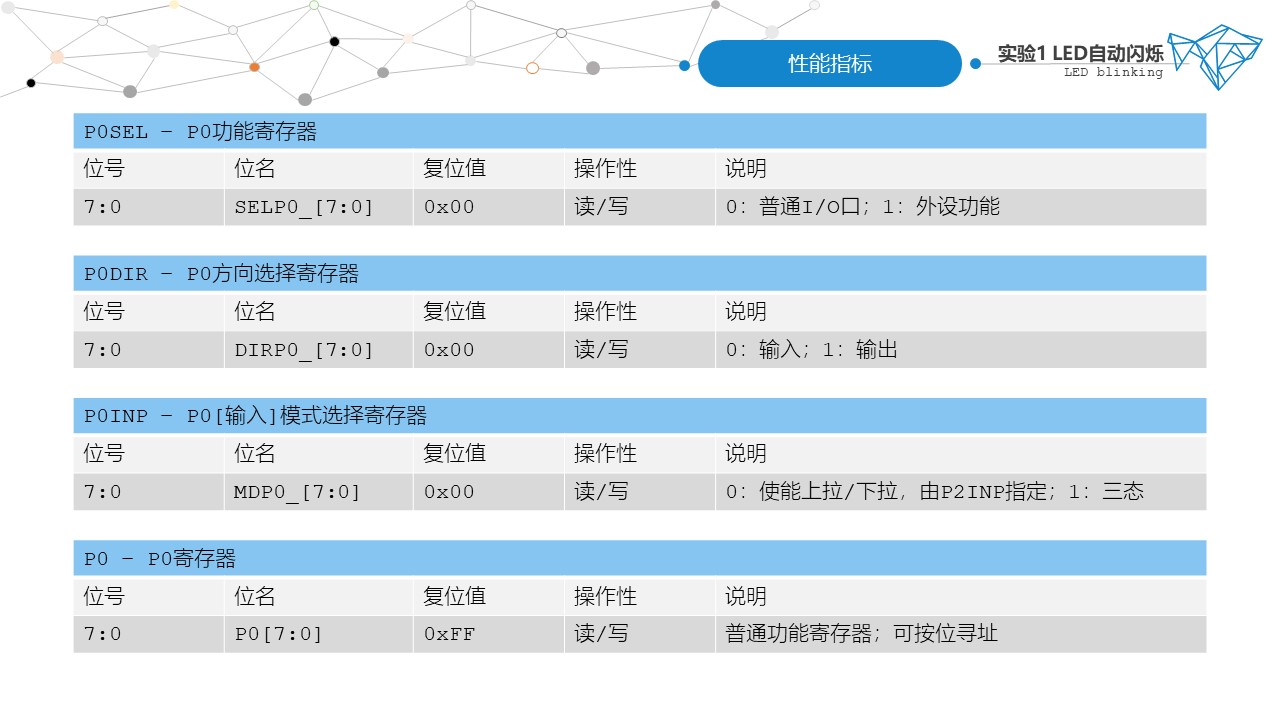 性能指标
实验1 LED自动闪烁
LED blinking
P0SEL – P0功能寄存器
位号 位名 复位值 操作性 说明
7:0 SELP0_[7:0] 0x00 读/写 0: 普通I/O口; 1: 外设功能
P0DIR – P0方向选择寄存器
位号 位名 复位值 操作性 说明
7:0 DIRP0_[7:0] 0x00 读/写 0: 输入; 1: 输出
P0INP – P0[输入]模式选择寄存器
位号 位名 复位值 操作性 说明
7:0 MDP0_[7:0] 0x00 读/写 0: 使能上拉/下拉, 由P2INP指定; 1: 三态
P0 – P0寄存器
位号 位名 复位值 操作性 说明
7:0 P0[7:0] 0xFF 读/写 普通功能寄存器; 可按位寻址